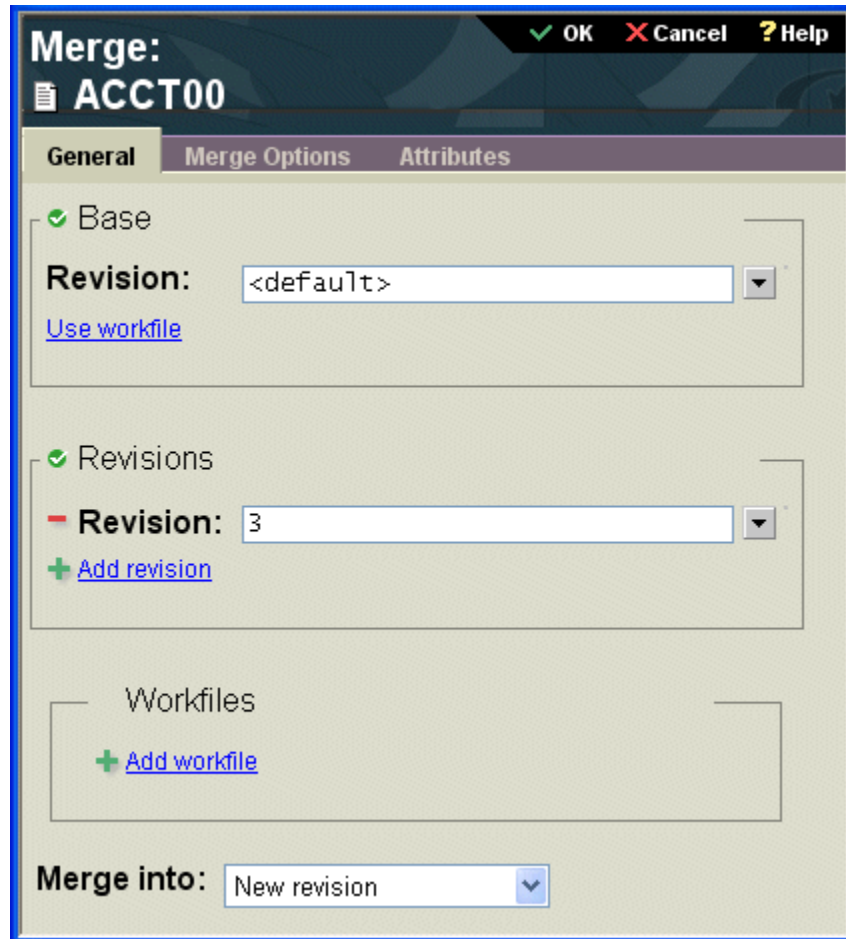 Merge:
OK Cancel ? Help
ACCT00
General Merge Options Attributes
Base
Revision: <default>
Use workfile
Revisions
Revision: 3
Add revision
Workfiles
Add workfile
Merge into: New revision